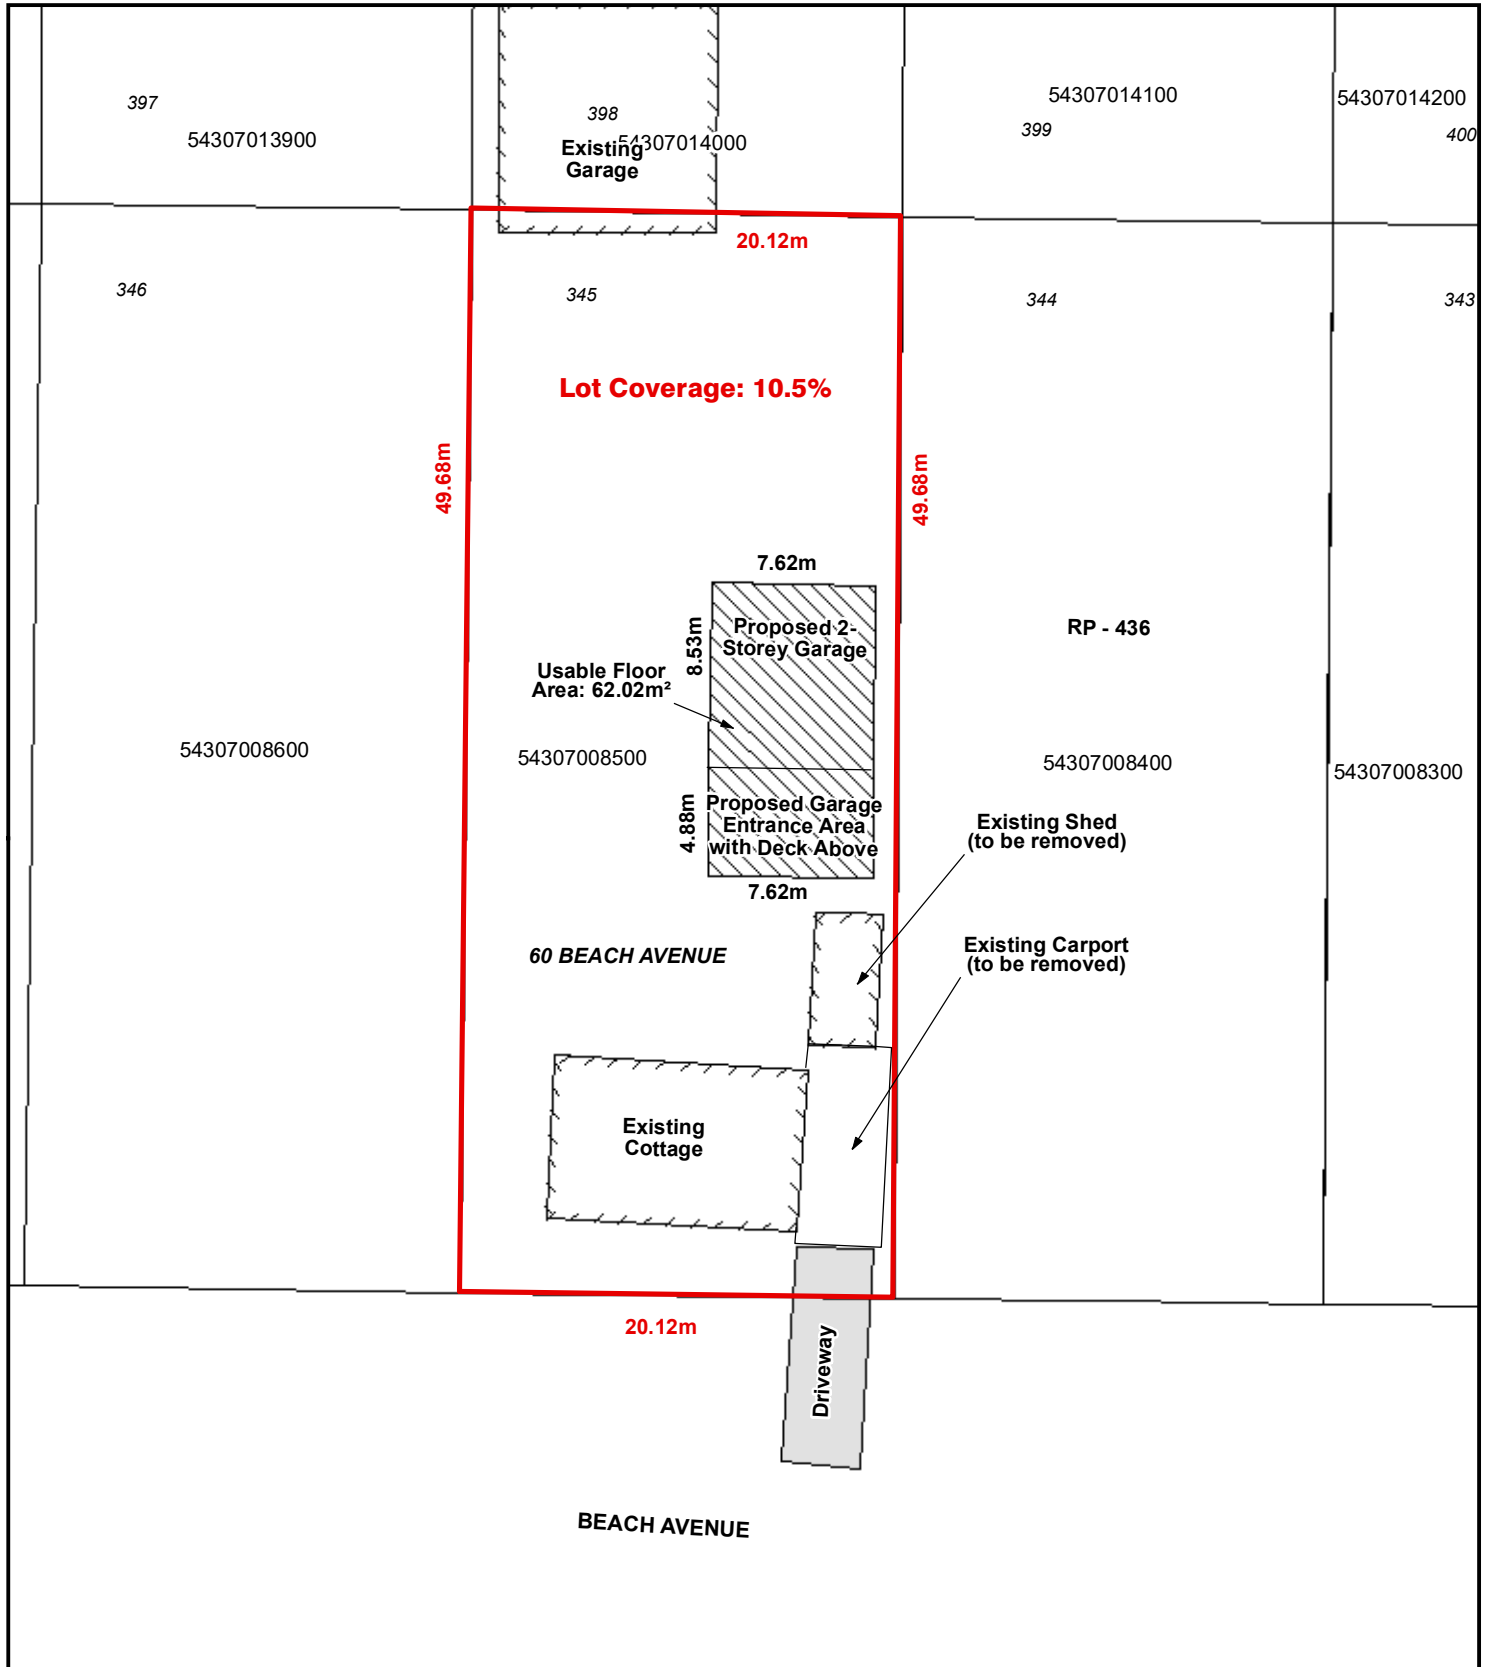 397
54307013900
398
54307014000
Existing
Garage
54307014100
399
54307014200
400
20.12m
346
345
344
343
Lot Coverage: 10.5%
49.68m
49.68m
7.62m
8.53m
Proposed 2-
Storey Garage
RP - 436
Usable Floor
Area: 62.02m²
54307008600
54307008500
54307008400
54307008300
4.88m
Proposed Garage
Entrance Area
with Deck Above
7.62m
Existing Shed
(to be removed)
60 BEACH AVENUE
Existing Carport
(to be removed)
Existing
Cottage
20.12m
Driveway
BEACH AVENUE